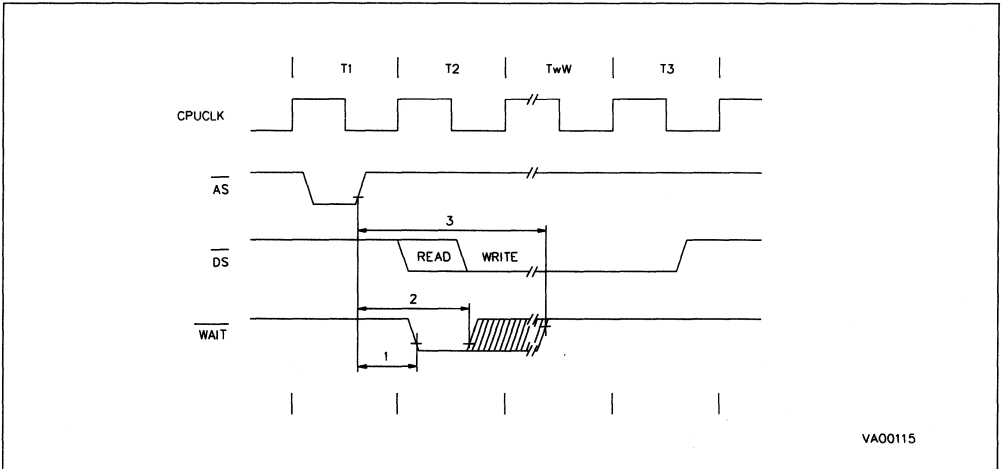 T1 T2 TwW T3
CPUCLK
AS
3
DS READ WRITE
2
WAIT
1
VA00115